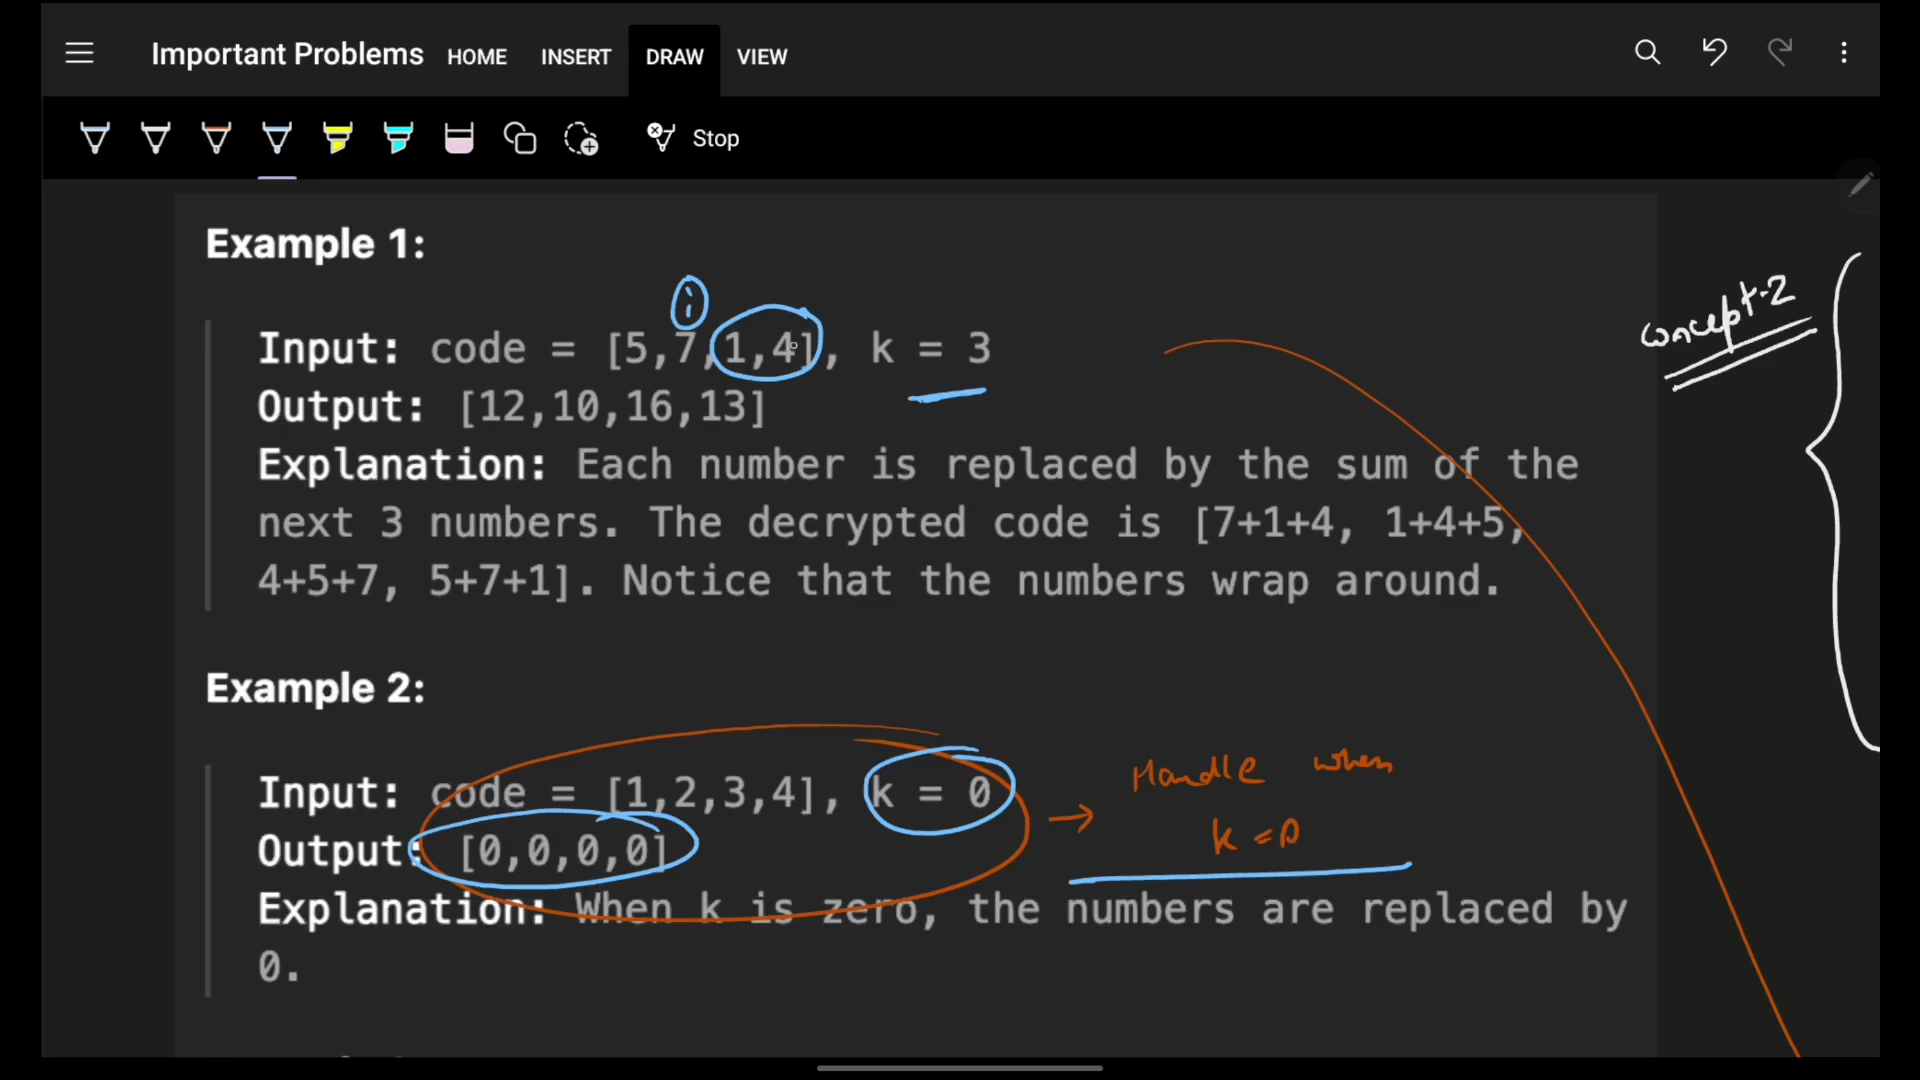 Important Problems HOME INSERT DRAW VIEW
Stop
Example 1:
i
Input: code = [5,7,1,4], k = 3
Output: [12,10,16,13]
Explanation: Each number is replaced by the sum of the
next 3 numbers. The decrypted code is [7+1+4, 1+4+5,
4+5+7, 5+7+1]. Notice that the numbers wrap around.
concept-2
Example 2:
Input: code = [1,2,3,4], k = 0
Output: [0,0,0,0]
Explanation: When k is zero, the numbers are replaced by
0.
Handle when
k = 0